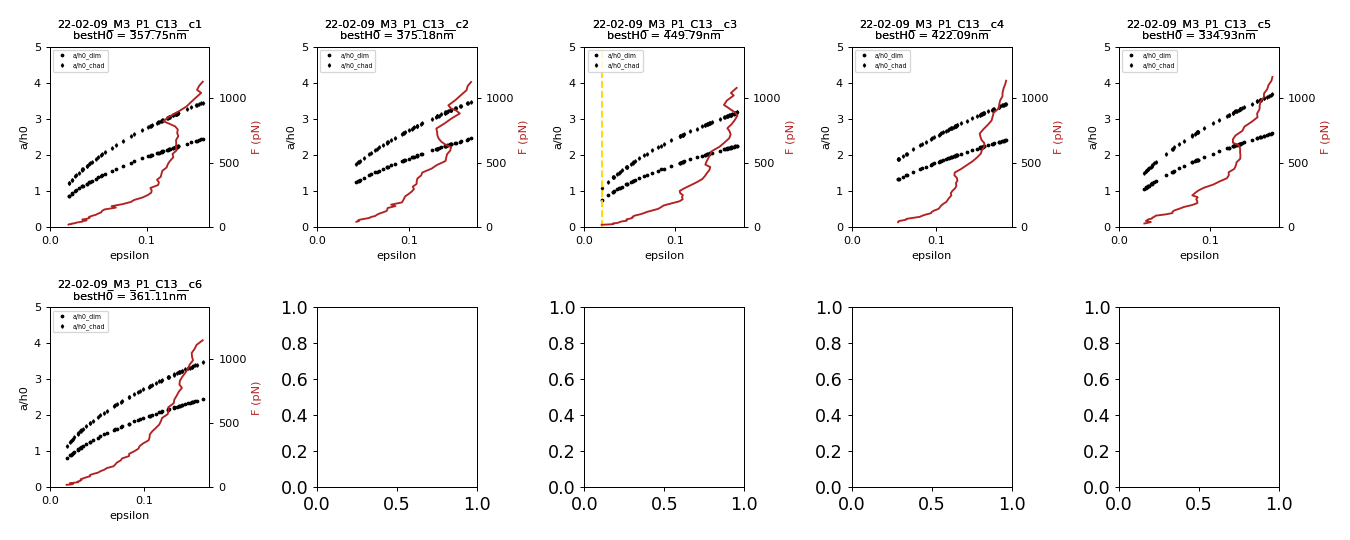 22-02-09_M3_P1_C13__c1
bestH0 = 357.75nm
22-02-09_M3_P1_C13__c2
bestH0 = 375.18nm
22-02-09_M3_P1_C13__c3
bestH0 = 449.79nm
22-02-09_M3_P1_C13__c4
bestH0 = 422.09nm
22-02-09_M3_P1_C13__c5
bestH0 = 334.93nm
a/h0_dim
a/h0_chad
5
4
3
2
1
0
a/h0
0.0
0.1
epsilon
1000
500
0
F (pN)
a/h0_dim
a/h0_chad
5
4
3
2
1
0
a/h0
0.0
0.1
epsilon
1000
500
0
F (pN)
a/h0_dim
a/h0_chad
5
4
3
2
1
0
a/h0
0.0
0.1
epsilon
1000
500
0
F (pN)
a/h0_dim
a/h0_chad
5
4
3
2
1
0
a/h0
0.0
0.1
epsilon
1000
500
0
F (pN)
a/h0_dim
a/h0_chad
5
4
3
2
1
0
a/h0
0.0
0.1
epsilon
1000
500
0
F (pN)
22-02-09_M3_P1_C13__c6
bestH0 = 361.11nm
a/h0_dim
a/h0_chad
5
4
3
2
1
0
a/h0
0.0
0.1
epsilon
1000
500
0
F (pN)
1.0
0.8
0.6
0.4
0.2
0.0
0.0
0.5
1.0
1.0
0.8
0.6
0.4
0.2
0.0
0.0
0.5
1.0
1.0
0.8
0.6
0.4
0.2
0.0
0.0
0.5
1.0
1.0
0.8
0.6
0.4
0.2
0.0
0.0
0.5
1.0